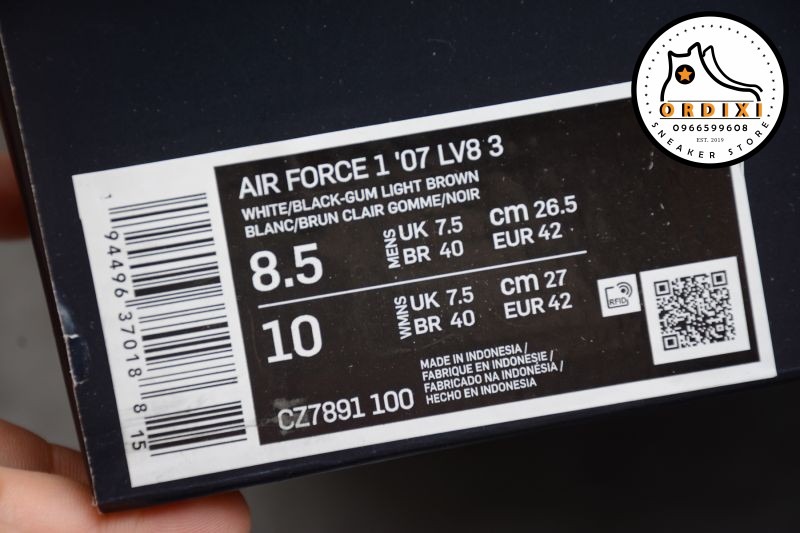 ORDIXI
0966599608
EST. 2019
SNEAKER STORE
AIR FORCE 1 '07 LV8 3
WHITE/BLACK-GUM LIGHT BROWN
BLANC/BRUN CLAIR GOMME/NOIR
8.5 MENS UK 7.5 cm 26.5
BR 40 EUR 42
10 WMNS UK 7.5 cm 27
BR 40 EUR 42
RFID
MADE IN INDONESIA /
FABRIQUE EN INDONESIE /
FABRICADO NA INDONÉSIA /
HECHO EN INDONESIA
CZ7891 100
1 94496 37018 8 15